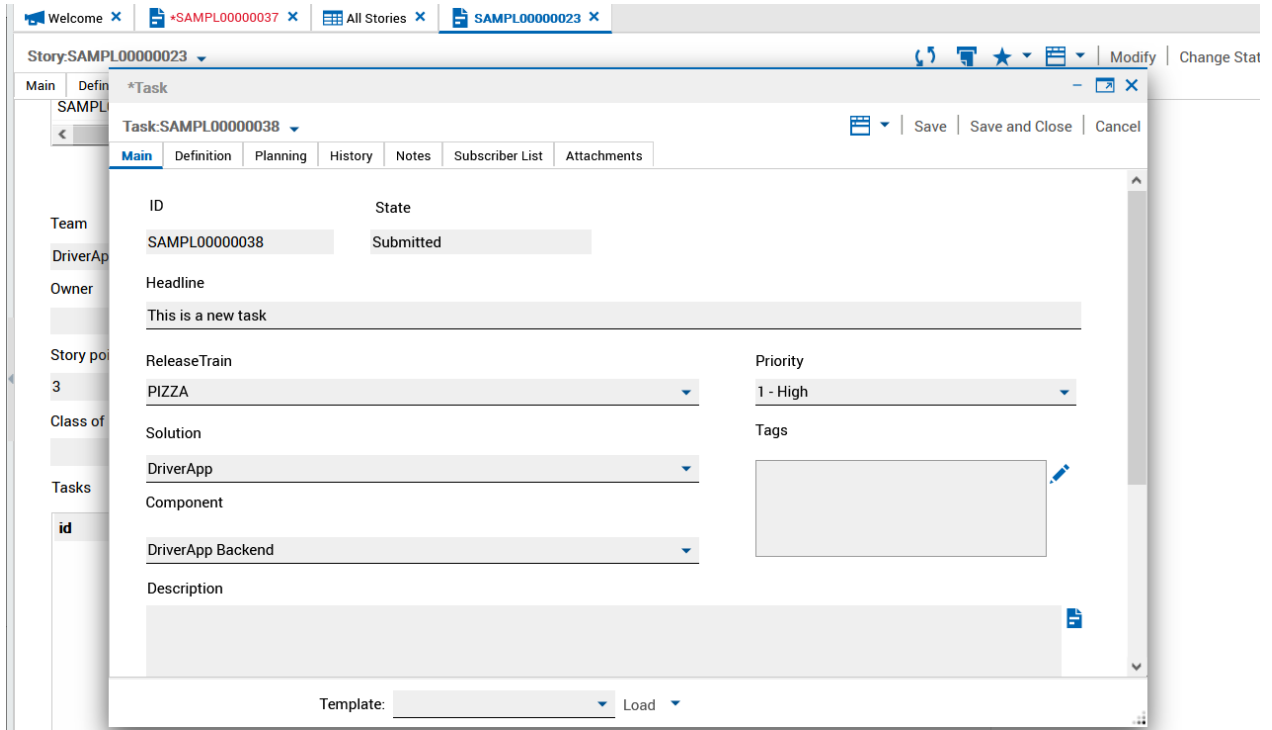 Welcome *SAMPL00000037 All Stories SAMPL00000023
Story:SAMPL00000023 Modify Change Stat
Main Defin
SAMPL
Team
DriverAp
Owner
Story poi
3
Class of
Tasks
id
*Task
Task:SAMPL00000038 Save Save and Close Cancel
Main Definition Planning History Notes Subscriber List Attachments
ID State
SAMPL00000038 Submitted
Headline
This is a new task
ReleaseTrain Priority
PIZZA 1 - High
Solution Tags
DriverApp
Component
DriverApp Backend
Description
Template: Load